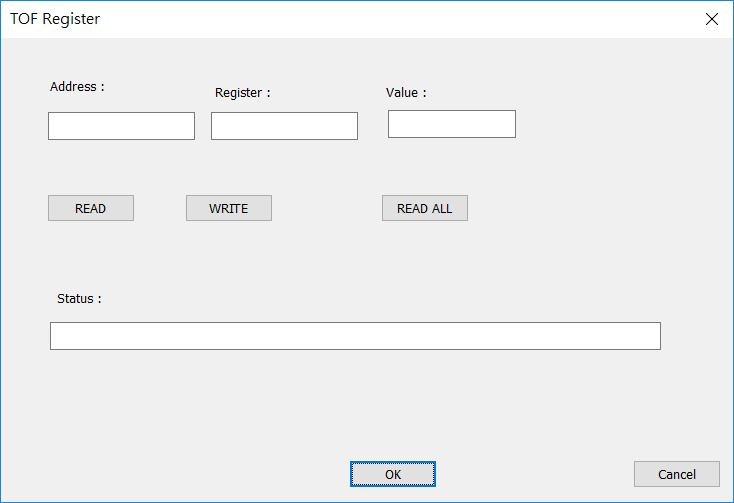 TOF Register
Address :
Register :
Value :
READ
WRITE
READ ALL
Status :
OK
Cancel